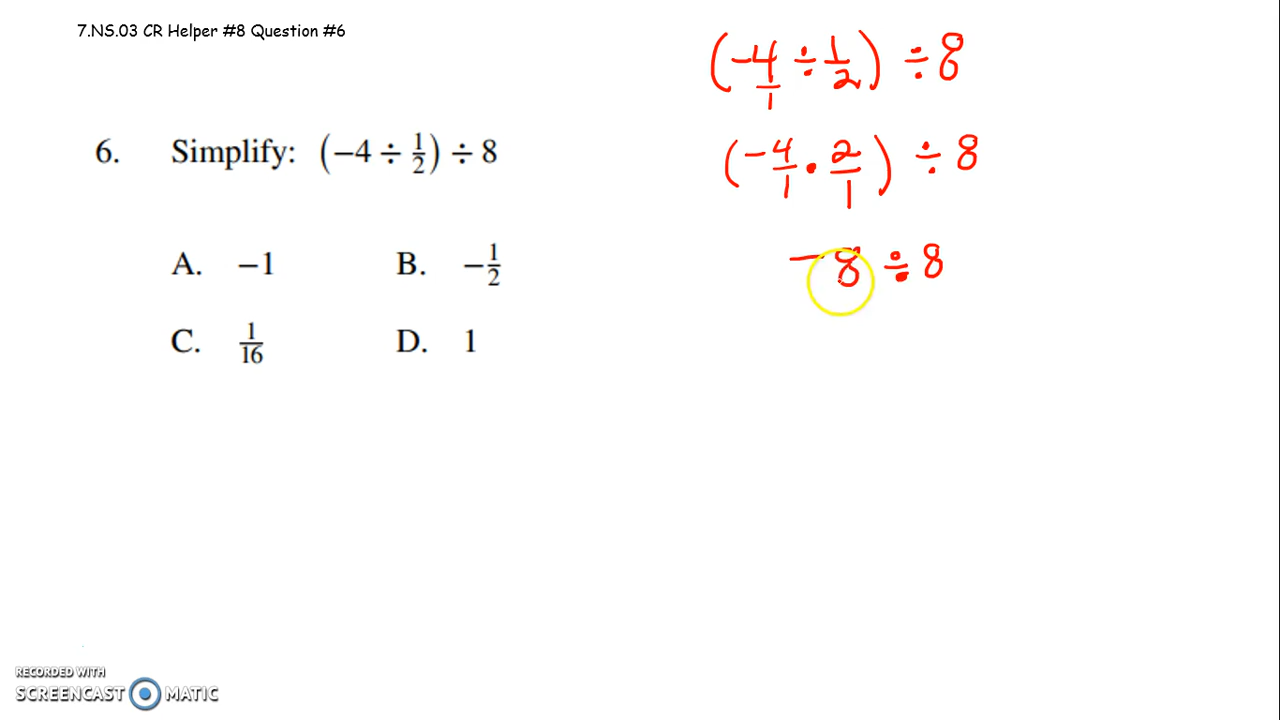 7.NS.03 CR Helper #8 Question #6
6. Simplify: (−4 ÷ 1/2) ÷ 8
A. −1 B. −1/2
C. 1/16 D. 1
(−4/1 ÷ 1/2) ÷ 8
(−4/1 • 2/1) ÷ 8
−8 ÷ 8
RECORDED WITH
SCREENCAST MATIC